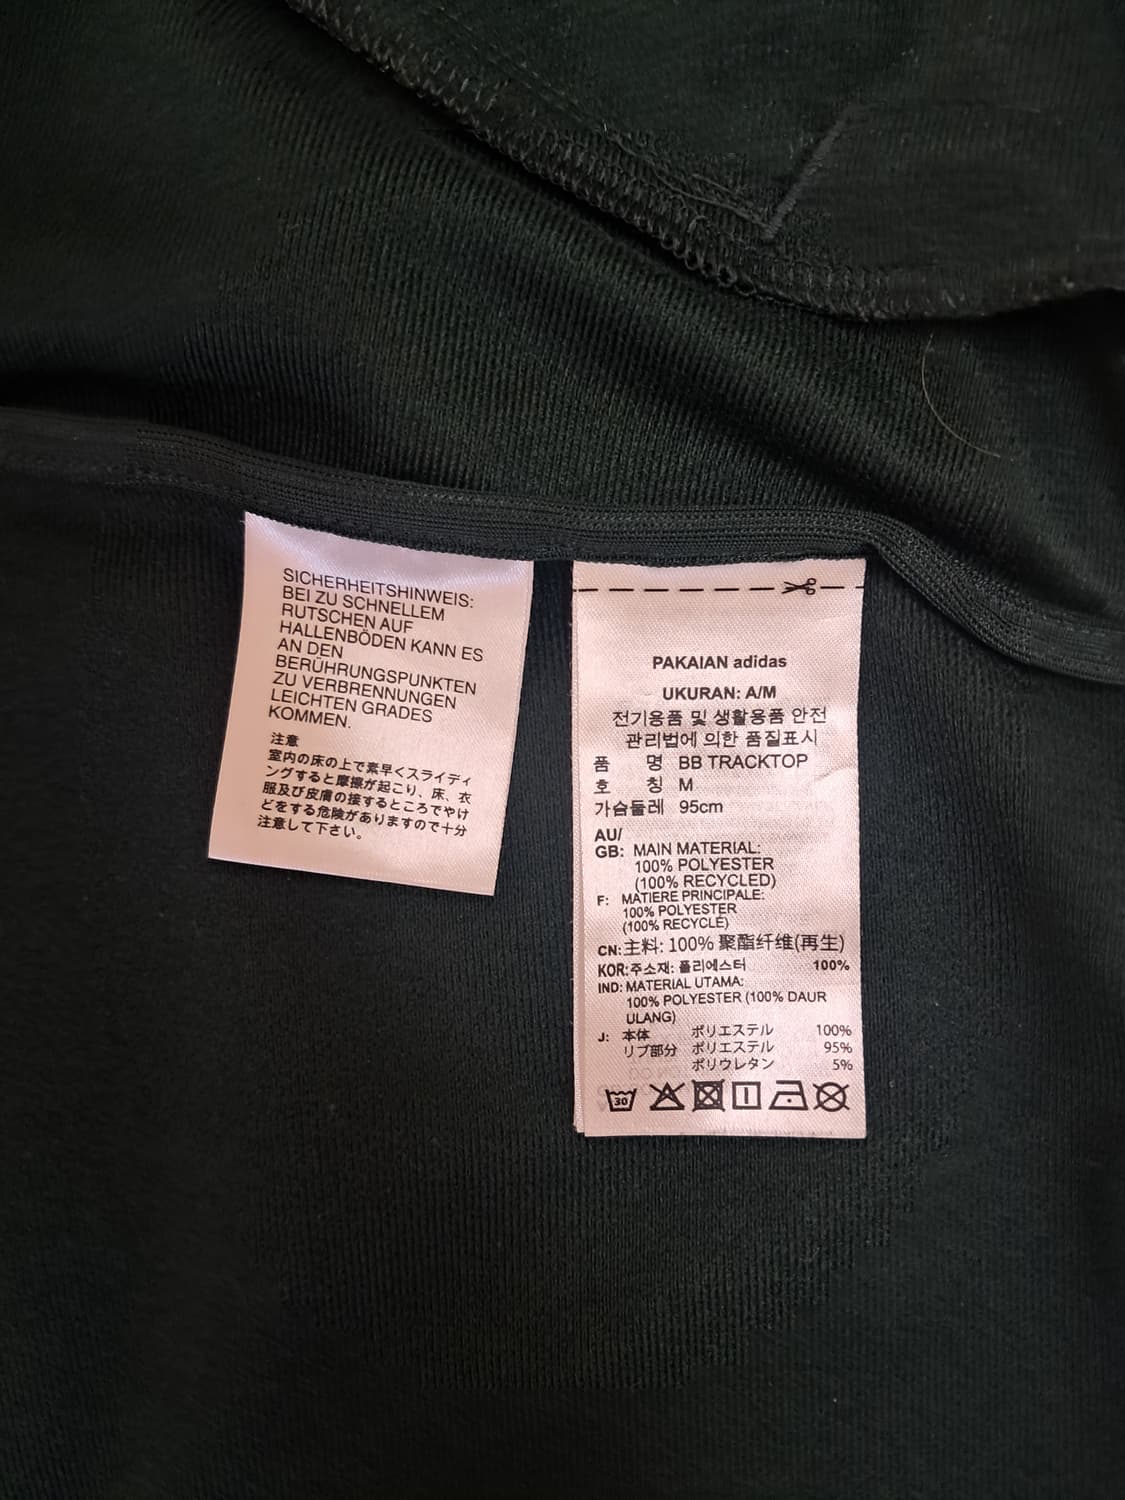 SICHERHEITSHINWEIS:
BEI ZU SCHNELLEM
RUTSCHEN AUF
HALLENBÖDEN KANN ES
AN DEN
BERÜHRUNGSPUNKTEN
ZU VERBRENNUNGEN
LEICHTEN GRADES
KOMMEN.
注意
室内の床の上で素早くスライディ
ングすると摩擦が起こり、床、衣
服及び皮膚の接するところでやけ
どをする危険がありますので十分
注意して下さい。
PAKAIAN adidas
UKURAN: A/M
전기용품 및 생활용품 안전
관리법에 의한 품질표시
품 명 BB TRACKTOP
호 칭 M
가슴둘레 95cm
AU/
GB: MAIN MATERIAL:
100% POLYESTER
(100% RECYCLED)
F: MATIERE PRINCIPALE:
100% POLYESTER
(100% RECYCLÉ)
CN: 主料: 100% 聚酯纤维(再生)
KOR: 주소재: 폴리에스터 100%
IND: MATERIAL UTAMA:
100% POLYESTER (100% DAUR
ULANG)
J: 本体 ポリエステル 100%
リブ部分 ポリエステル 95%
ポリウレタン 5%
30